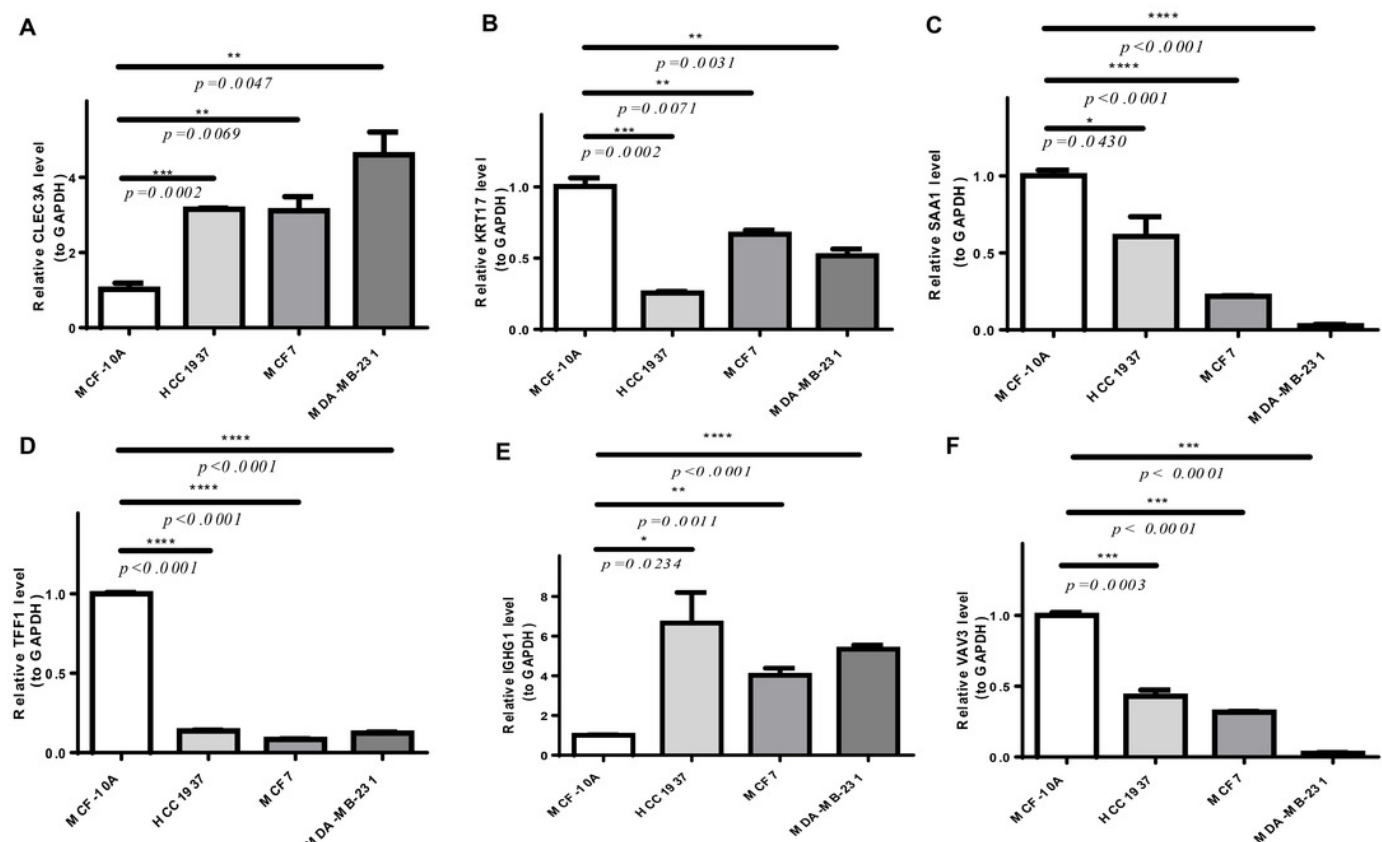 A
**
p=0.0047
**
p=0.0069
***
p=0.0002
Relative CLEC3A level
(to GAPDH)
4
2
0
MCF-10A
HCC1937
MCF7
MDA-MB-231
B
**
p=0.0031
**
p=0.0071
***
p=0.0002
Relative KRT17 level
(to GAPDH)
1.0
0.5
0.0
MCF-10A
HCC1937
MCF7
MDA-MB-231
C
****
p<0.0001
****
p<0.0001
*
p=0.0430
Relative SAA1 level
(to GAPDH)
1.0
0.5
0.0
MCF-10A
HCC1937
MCF7
MDA-MB-231
D
****
p<0.0001
****
p<0.0001
****
p<0.0001
Relative TFF1 level
(to GAPDH)
1.0
0.5
0.0
MCF-10A
HCC1937
MCF7
MDA-MB-231
E
****
p<0.0001
**
p=0.0011
*
p=0.0234
Relative IGHG1 level
(to GAPDH)
8
6
4
2
0
MCF-10A
HCC1937
MCF7
MDA-MB-231
F
***
p< 0.0001
***
p< 0.0001
***
p=0.0003
Relative VAV3 level
(to GAPDH)
1.0
0.5
0.0
MCF-10A
HCC1937
MCF7
MDA-MB-231